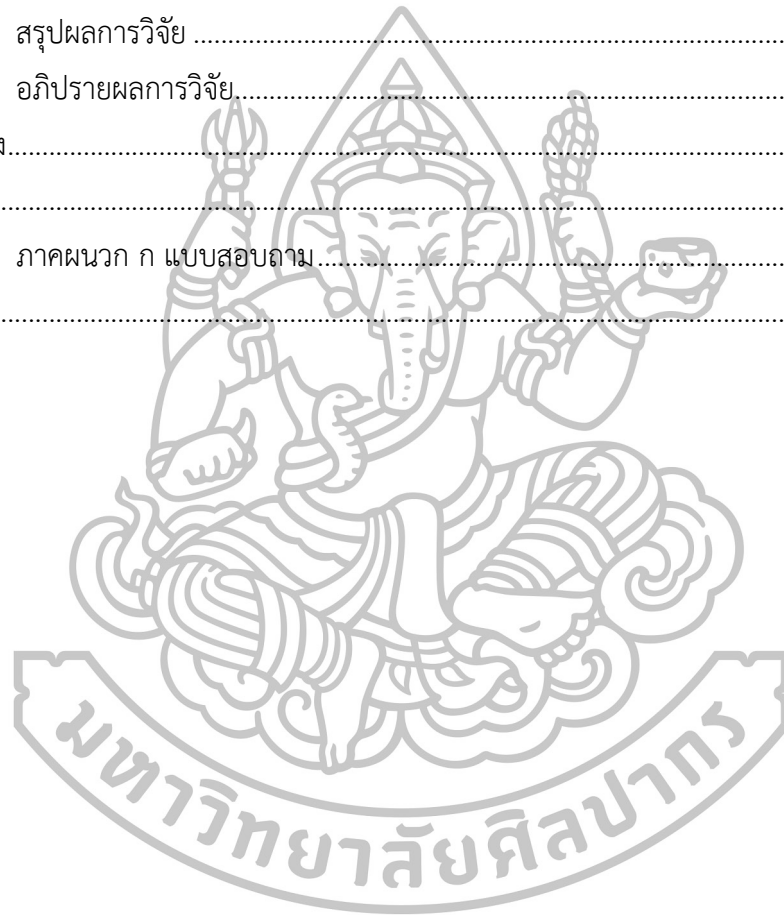 สรุปผลการวิจัย ........................................................................................
อภิปรายผลการวิจัย...................................................................................
ภาคผนวก ก แบบสอบถาม........................................................................
มหาวิทยาลัยศิลปากร